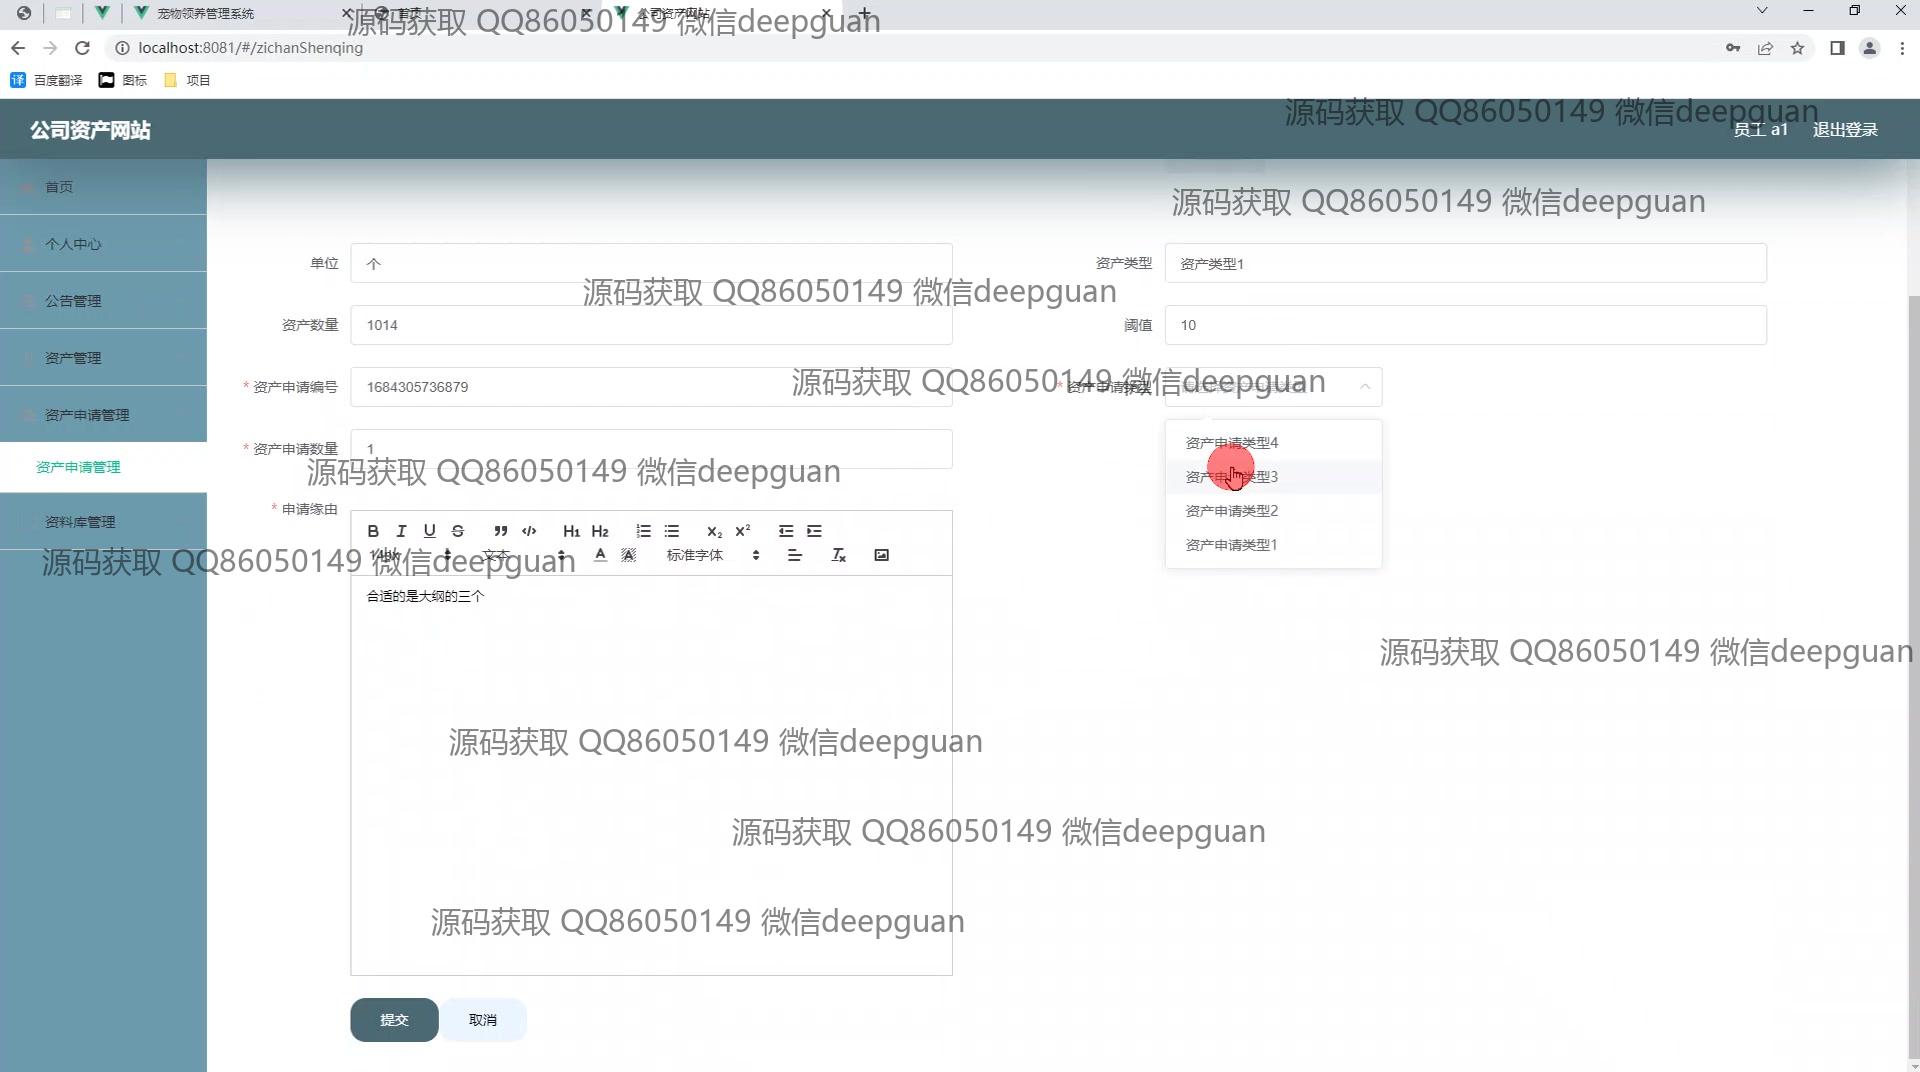 宠物领养管理系统
首页
公司资产网站
源码获取 QQ86050149 微信deepguan
localhost:8081/#/zichanShenqing
百度翻译
图标
项目
公司资产网站
源码获取 QQ86050149 微信deepguan
员工 a1
退出登录
首页
源码获取 QQ86050149 微信deepguan
个人中心
单位
个
资产类型
资产类型1
源码获取 QQ86050149 微信deepguan
公告管理
资产数量
1014
阈值
10
资产管理
源码获取 QQ86050149 微信deepguan
* 资产申请编号
1684305736879
* 资产申请类型
资产申请管理
* 资产申请数量
1
资产申请类型4
资产申请管理
源码获取 QQ86050149 微信deepguan
资产申请类型3
* 申请缘由
资产申请类型2
资料库管理
B I U S ” </> H1 H2 X₂ X²
资产申请类型1
14px
文本
标准字体
源码获取 QQ86050149 微信deepguan
合适的是大纲的三个
源码获取 QQ86050149 微信deepguan
源码获取 QQ86050149 微信deepguan
源码获取 QQ86050149 微信deepguan
源码获取 QQ86050149 微信deepguan
提交
取消